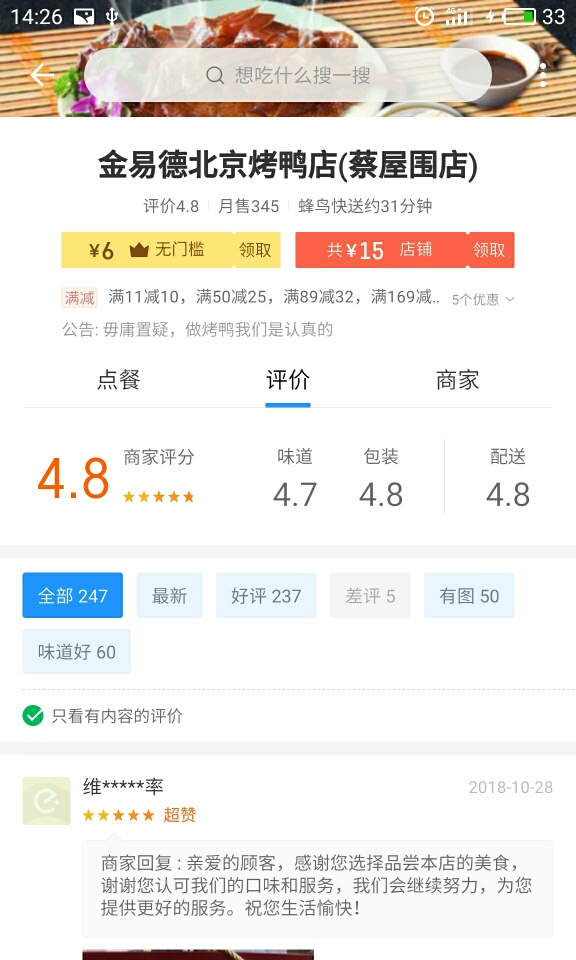 14:26 4G 33
想吃什么搜一搜
金易德北京烤鸭店(蔡屋围店)
评价4.8 月售345 蜂鸟快送约31分钟
¥6 无门槛 领取 共¥15 店铺 领取
满减 满11减10，满50减25，满89减32，满169减.. 5个优惠
公告: 毋庸置疑，做烤鸭我们是认真的
点餐 评价 商家
4.8 商家评分 味道 4.7 包装 4.8 配送 4.8
全部 247 最新 好评 237 差评 5 有图 50
味道好 60
只看有内容的评价
维*****率 2018-10-28
超赞
商家回复 : 亲爱的顾客，感谢您选择品尝本店的美食，
谢谢您认可我们的口味和服务，我们会继续努力，为您
提供更好的服务。祝您生活愉快！